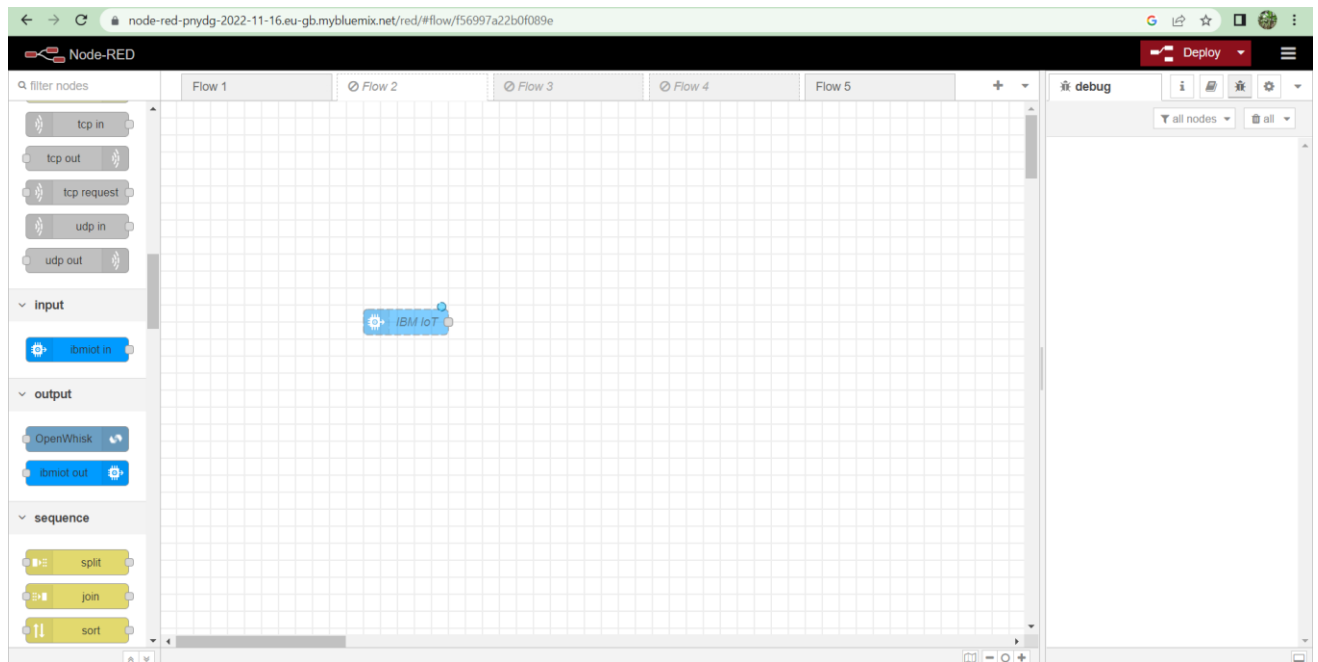 node-red-pnydg-2022-11-16.eu-gb.mybluemix.net/red/#flow/f56997a22b0f089e
Node-RED
Deploy
filter nodes
Flow 1
Flow 2
Flow 3
Flow 4
Flow 5
debug
i
all nodes
all
tcp in
tcp out
tcp request
udp in
udp out
input
IBM IoT
ibmiot in
output
OpenWhisk
ibmiot out
sequence
split
join
sort